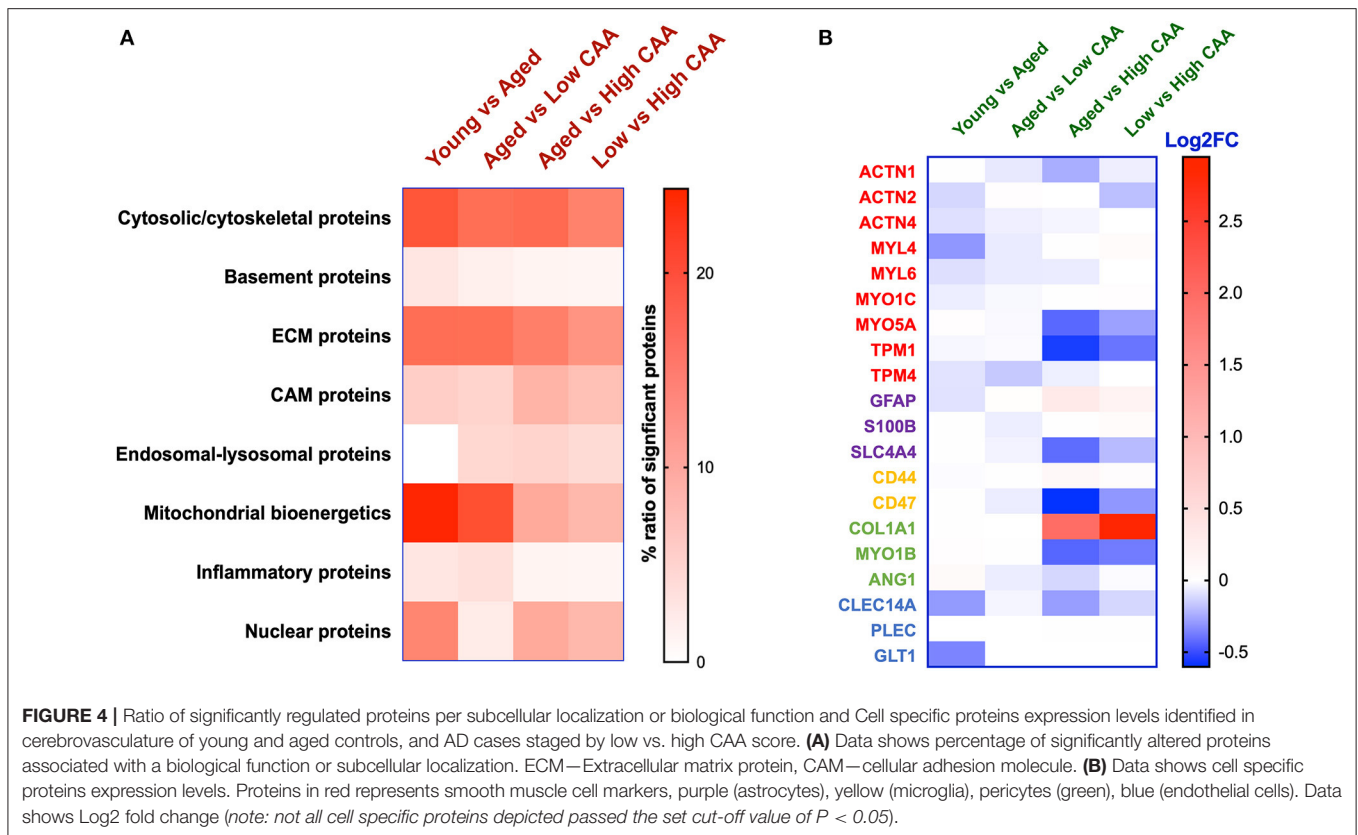 A
Young vs Aged
Aged vs Low CAA
Aged vs High CAA
Low vs High CAA
Cytosolic/cytoskeletal proteins
Basement proteins
ECM proteins
CAM proteins
Endosomal-lysosomal proteins
Mitochondrial bioenergetics
Inflammatory proteins
Nuclear proteins
% ratio of signficant proteins
20
10
0
B
Young vs Aged
Aged vs Low CAA
Aged vs High CAA
Low vs High CAA
Log2FC
ACTN1
ACTN2
ACTN4
MYL4
MYL6
MYO1C
MYO5A
TPM1
TPM4
GFAP
S100B
SLC4A4
CD44
CD47
COL1A1
MYO1B
ANG1
CLEC14A
PLEC
GLT1
2.5
2.0
1.5
1.0
0.5
0
-0.5
FIGURE 4 | Ratio of significantly regulated proteins per subcellular localization or biological function and Cell specific proteins expression levels identified in
cerebrovasculature of young and aged controls, and AD cases staged by low vs. high CAA score. (A) Data shows percentage of significantly altered proteins
associated with a biological function or subcellular localization. ECM—Extracellular matrix protein, CAM—cellular adhesion molecule. (B) Data shows cell specific
proteins expression levels. Proteins in red represents smooth muscle cell markers, purple (astrocytes), yellow (microglia), pericytes (green), blue (endothelial cells). Data
shows Log2 fold change (note: not all cell specific proteins depicted passed the set cut-off value of P < 0.05).